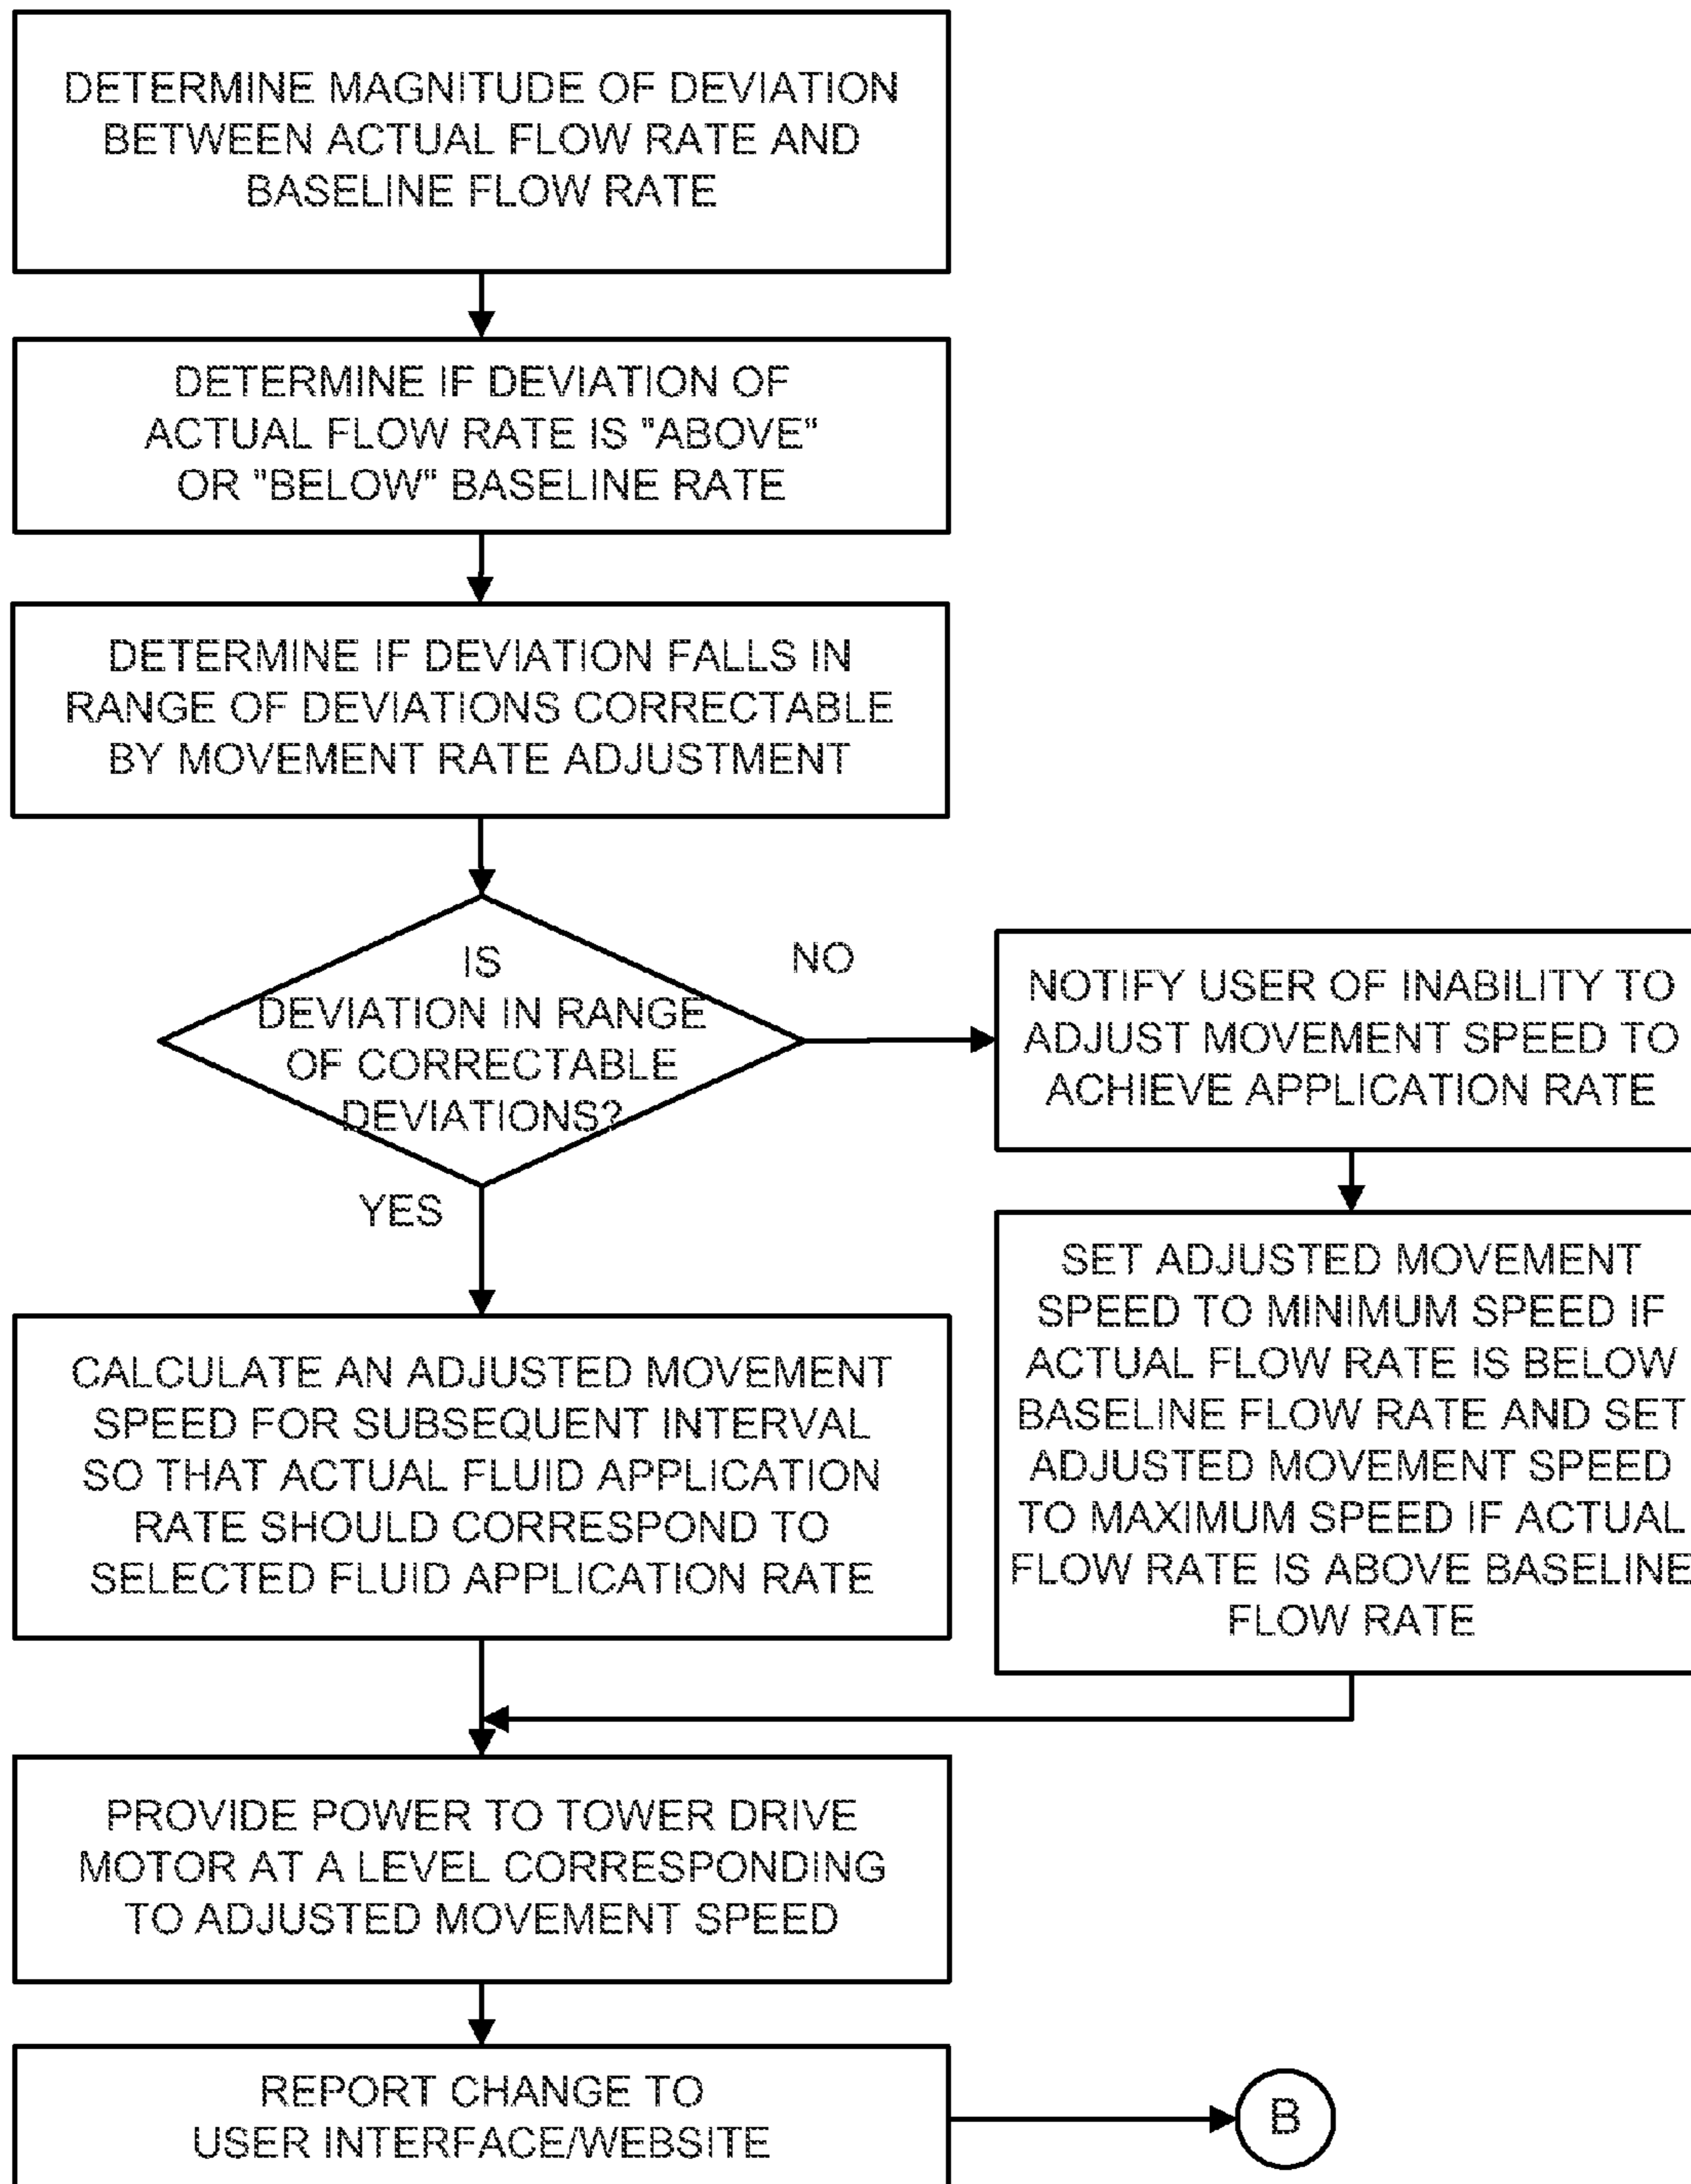 DETERMINE MAGNITUDE OF DEVIATION
BETWEEN ACTUAL FLOW RATE AND
BASELINE FLOW RATE
DETERMINE IF DEVIATION OF
ACTUAL FLOW RATE IS "ABOVE"
OR "BELOW" BASELINE RATE
DETERMINE IF DEVIATION FALLS IN
RANGE OF DEVIATIONS CORRECTABLE
BY MOVEMENT RATE ADJUSTMENT
IS
DEVIATION IN RANGE
OF CORRECTABLE
DEVIATIONS?
NO
NOTIFY USER OF INABILITY TO
ADJUST MOVEMENT SPEED TO
ACHIEVE APPLICATION RATE
YES
SET ADJUSTED MOVEMENT
SPEED TO MINIMUM SPEED IF
ACTUAL FLOW RATE IS BELOW
BASELINE FLOW RATE AND SET
ADJUSTED MOVEMENT SPEED
TO MAXIMUM SPEED IF ACTUAL
FLOW RATE IS ABOVE BASELINE
FLOW RATE
CALCULATE AN ADJUSTED MOVEMENT
SPEED FOR SUBSEQUENT INTERVAL
SO THAT ACTUAL FLUID APPLICATION
RATE SHOULD CORRESPOND TO
SELECTED FLUID APPLICATION RATE
PROVIDE POWER TO TOWER DRIVE
MOTOR AT A LEVEL CORRESPONDING
TO ADJUSTED MOVEMENT SPEED
REPORT CHANGE TO
USER INTERFACE/WEBSITE
B